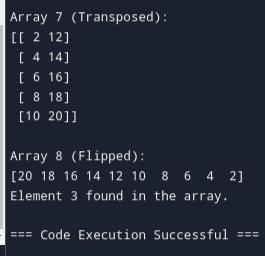 Array 7 (Transposed):
[[ 2 12]
 [ 4 14]
 [ 6 16]
 [ 8 18]
 [10 20]]

Array 8 (Flipped):
[20 18 16 14 12 10  8  6  4  2]
Element 3 found in the array.

=== Code Execution Successful ===